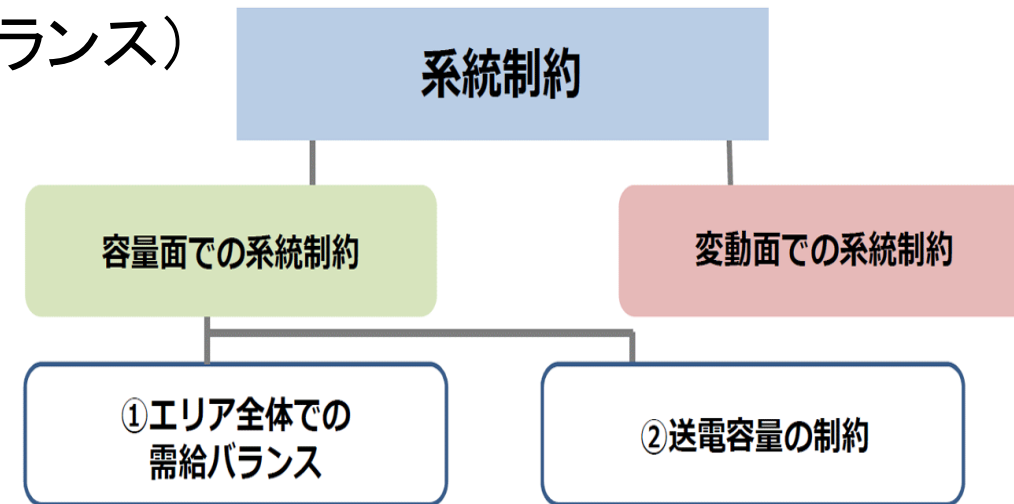 ランス）
系統制約
容量面での系統制約
変動面での系統制約
①エリア全体での
需給バランス
②送電容量の制約